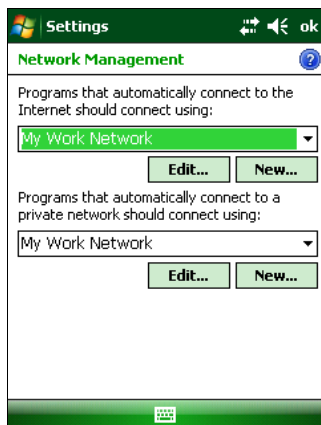 Settings ok
Network Management ?
Programs that automatically connect to the
Internet should connect using:
My Work Network
Edit... New...
Programs that automatically connect to a
private network should connect using:
My Work Network
Edit... New...